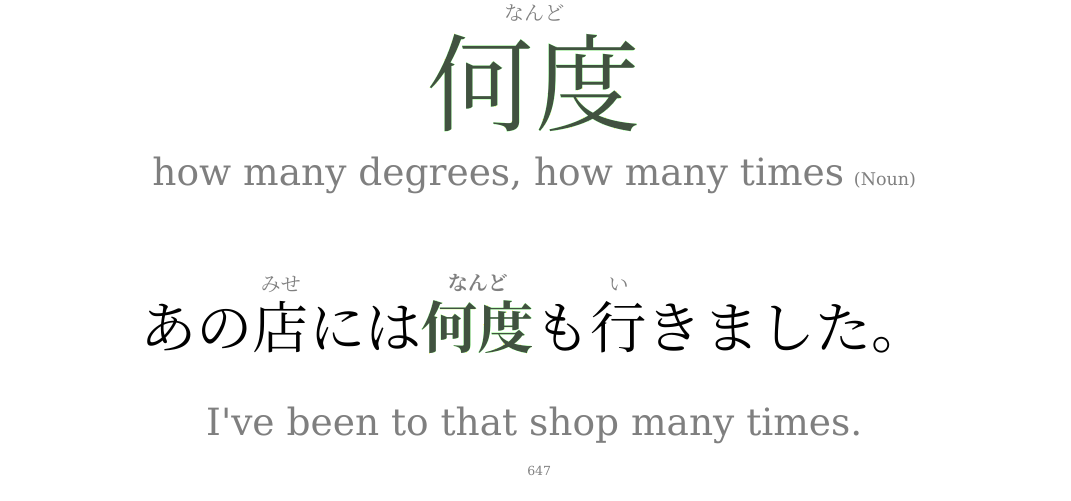 なんど
何度
how many degrees, how many times (Noun)
みせ なんど い
あの店には何度も行きました。
I've been to that shop many times.
647